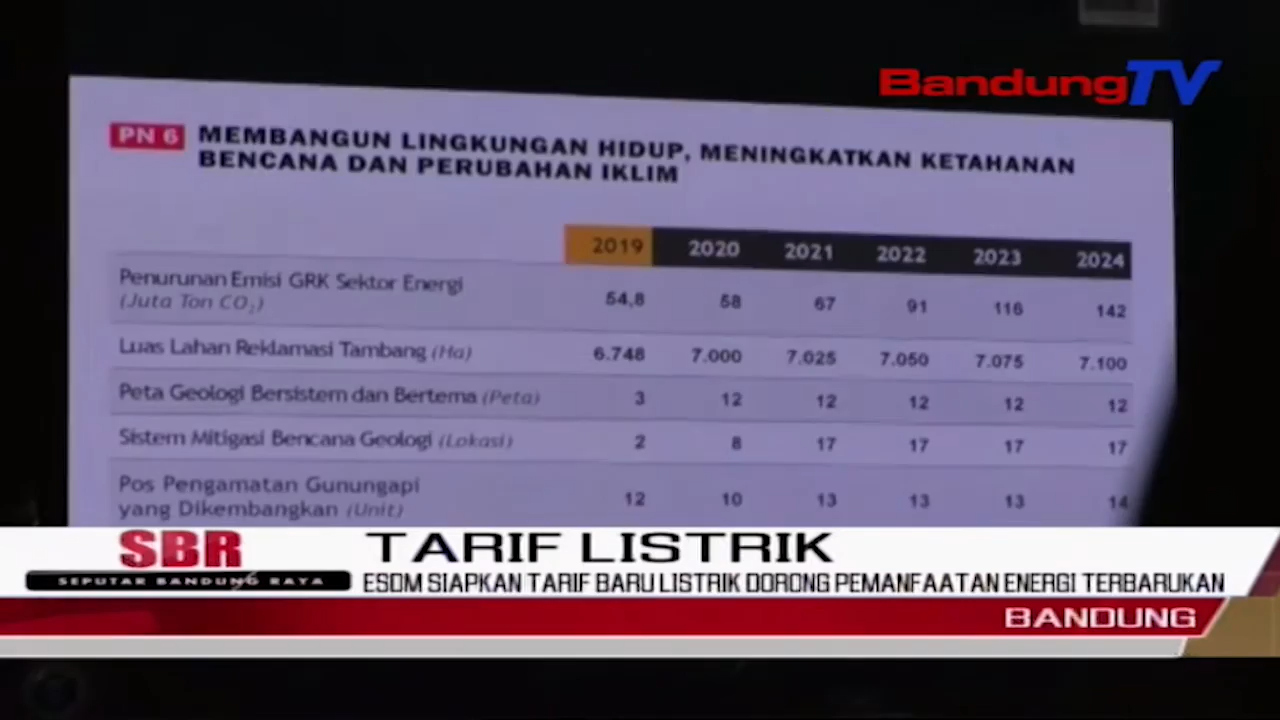 BandungTV
PN 6 MEMBANGUN LINGKUNGAN HIDUP, MENINGKATKAN KETAHANAN
BENCANA DAN PERUBAHAN IKLIM
2019 2020 2021 2022 2023 2024
Penurunan Emisi GRK Sektor Energi
(Juta Ton CO₂) 54,8 58 67 91 116 142
Luas Lahan Reklamasi Tambang (Ha) 6.748 7.000 7.025 7.050 7.075 7.100
Peta Geologi Bersistem dan Bertema (Peta) 3 12 12 12 12 12
Sistem Mitigasi Bencana Geologi (Lokasi) 2 8 17 17 17 17
Pos Pengamatan Gunungapi
yang Dikembangkan (Unit) 12 10 13 13 13 14
SBR
SEPUTAR BANDUNG RAYA
TARIF LISTRIK
ESDM SIAPKAN TARIF BARU LISTRIK DORONG PEMANFAATAN ENERGI TERBARUKAN
BANDUNG